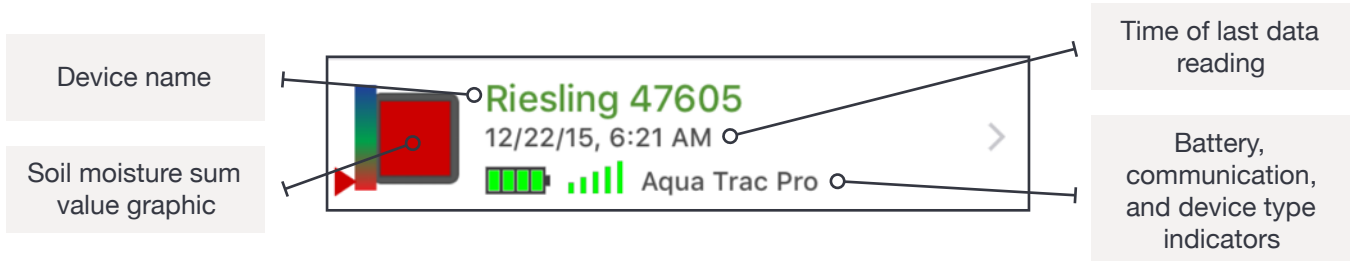 Device name
Soil moisture sum
value graphic
Riesling 47605
12/22/15, 6:21 AM
Aqua Trac Pro
Time of last data
reading
Battery,
communication,
and device type
indicators